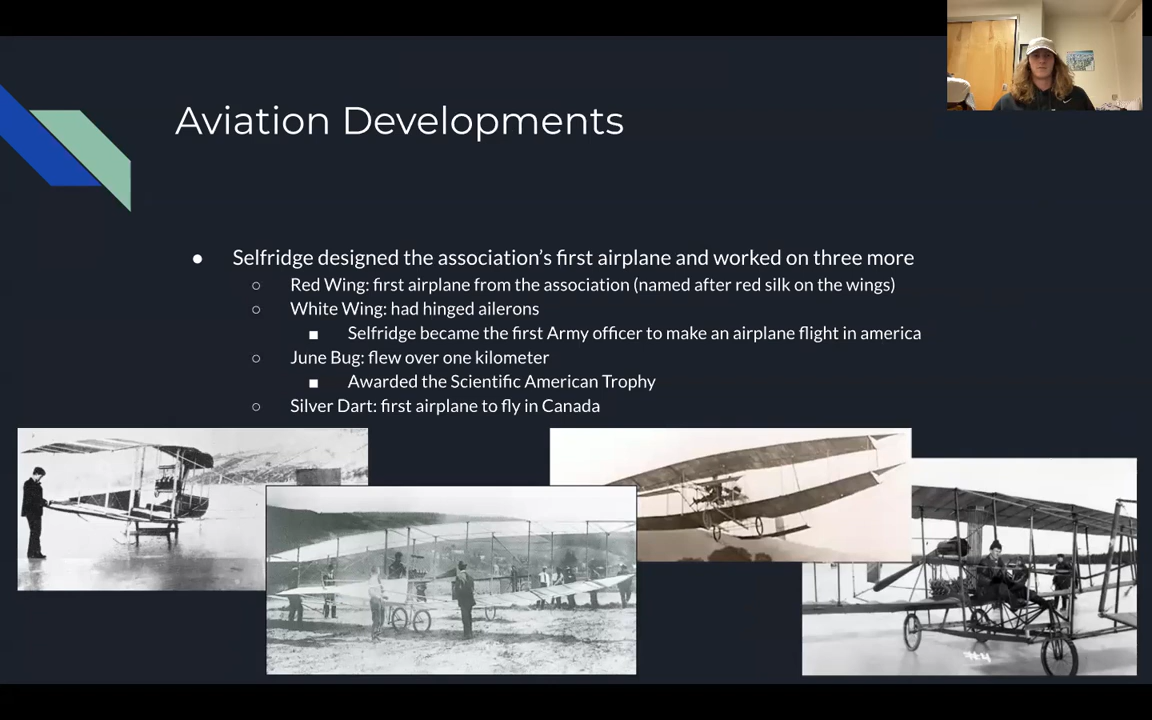 Aviation Developments
Selfridge designed the association's first airplane and worked on three more
Red Wing: first airplane from the association (named after red silk on the wings)
White Wing: had hinged ailerons
Selfridge became the first Army officer to make an airplane flight in america
June Bug: flew over one kilometer
Awarded the Scientific American Trophy
Silver Dart: first airplane to fly in Canada
#4